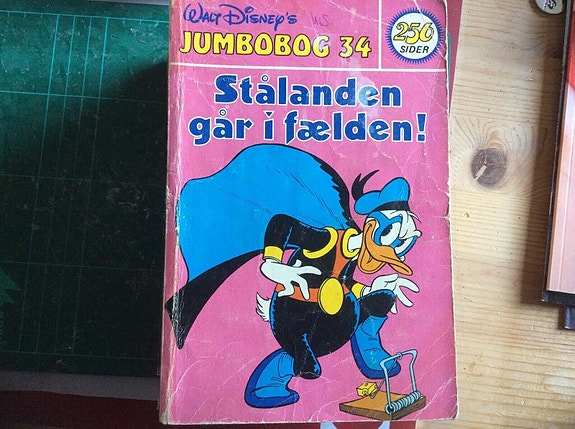 Walt Disney's
JUMBOBOG 34
256
SIDER
Stålanden
går i fælden!